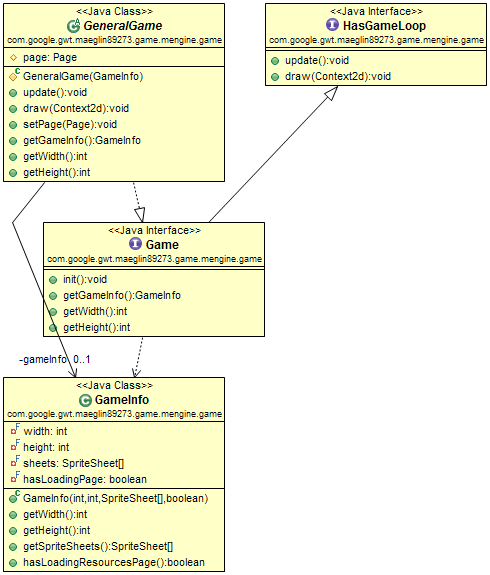 <<Java Class>>
GeneralGame
com.google.gwt.maeglin89273.game.mengine.game
page: Page
GeneralGame(GameInfo)
update():void
draw(Context2d):void
setPage(Page):void
getGameInfo():GameInfo
getWidth():int
getHeight():int
<<Java Interface>>
HasGameLoop
com.google.gwt.maeglin89273.game.mengine.game
update():void
draw(Context2d):void
<<Java Interface>>
Game
com.google.gwt.maeglin89273.game.mengine.game
init():void
getGameInfo():GameInfo
getWidth():int
getHeight():int
-gameInfo 0..1
<<Java Class>>
GameInfo
com.google.gwt.maeglin89273.game.mengine.game
width: int
height: int
sheets: SpriteSheet[]
hasLoadingPage: boolean
GameInfo(int,int,SpriteSheet[],boolean)
getWidth():int
getHeight():int
getSpriteSheets():SpriteSheet[]
hasLoadingResourcesPage():boolean